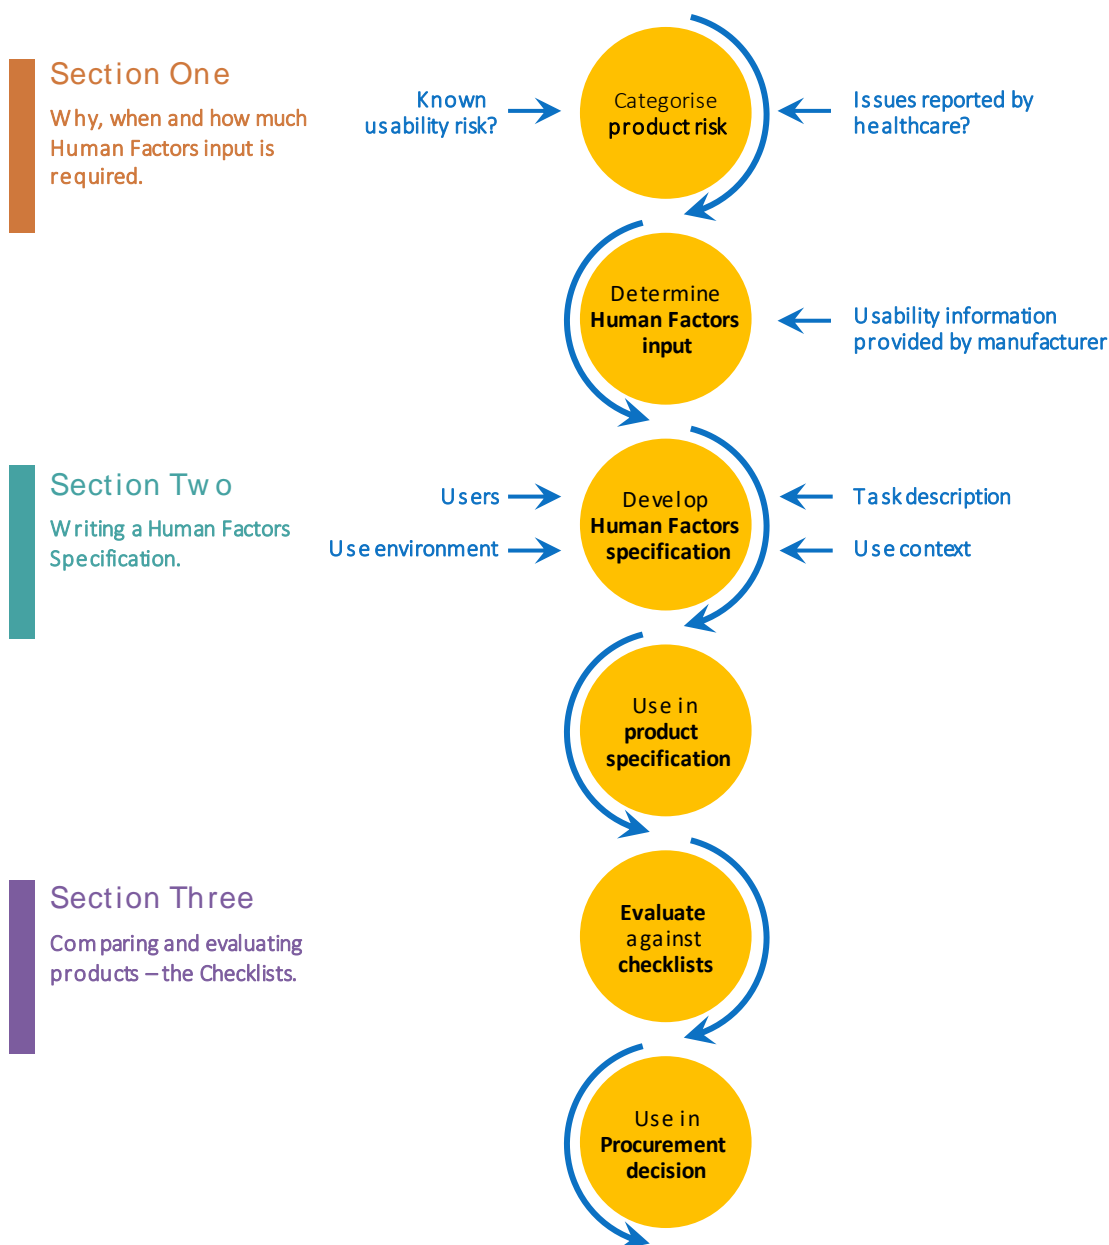 Section One
Why, when and how much
Human Factors input is
required.
Known
usability risk?
Categorise
product risk
Issues reported by
healthcare?
Determine
Human Factors
input
Usability information
provided by manufacturer
Section Two
Writing a Human Factors
Specification.
Users
Use environment
Develop
Human Factors
specification
Task description
Use context
Use in
product
specification
Section Three
Comparing and evaluating
products – the Checklists.
Evaluate
against
checklists
Use in
Procurement
decision